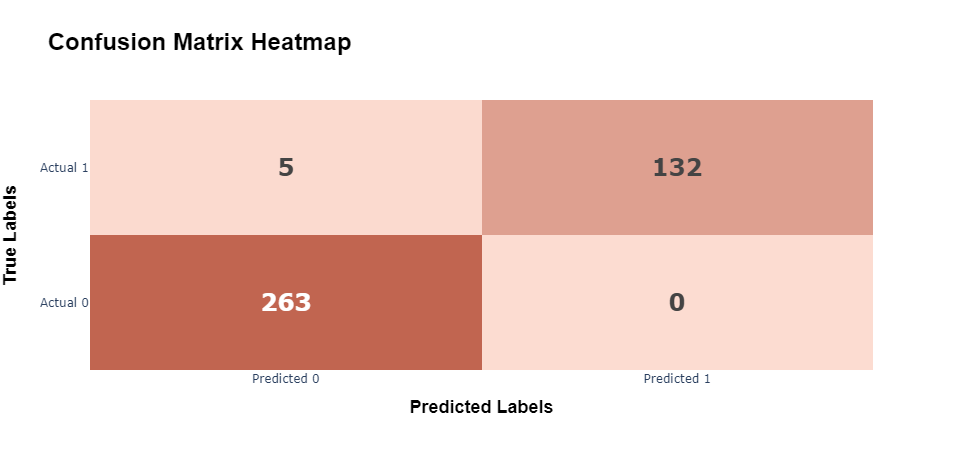 Confusion Matrix Heatmap
True Labels
Actual 1
5
132
Actual 0
263
0
Predicted 0
Predicted 1
Predicted Labels